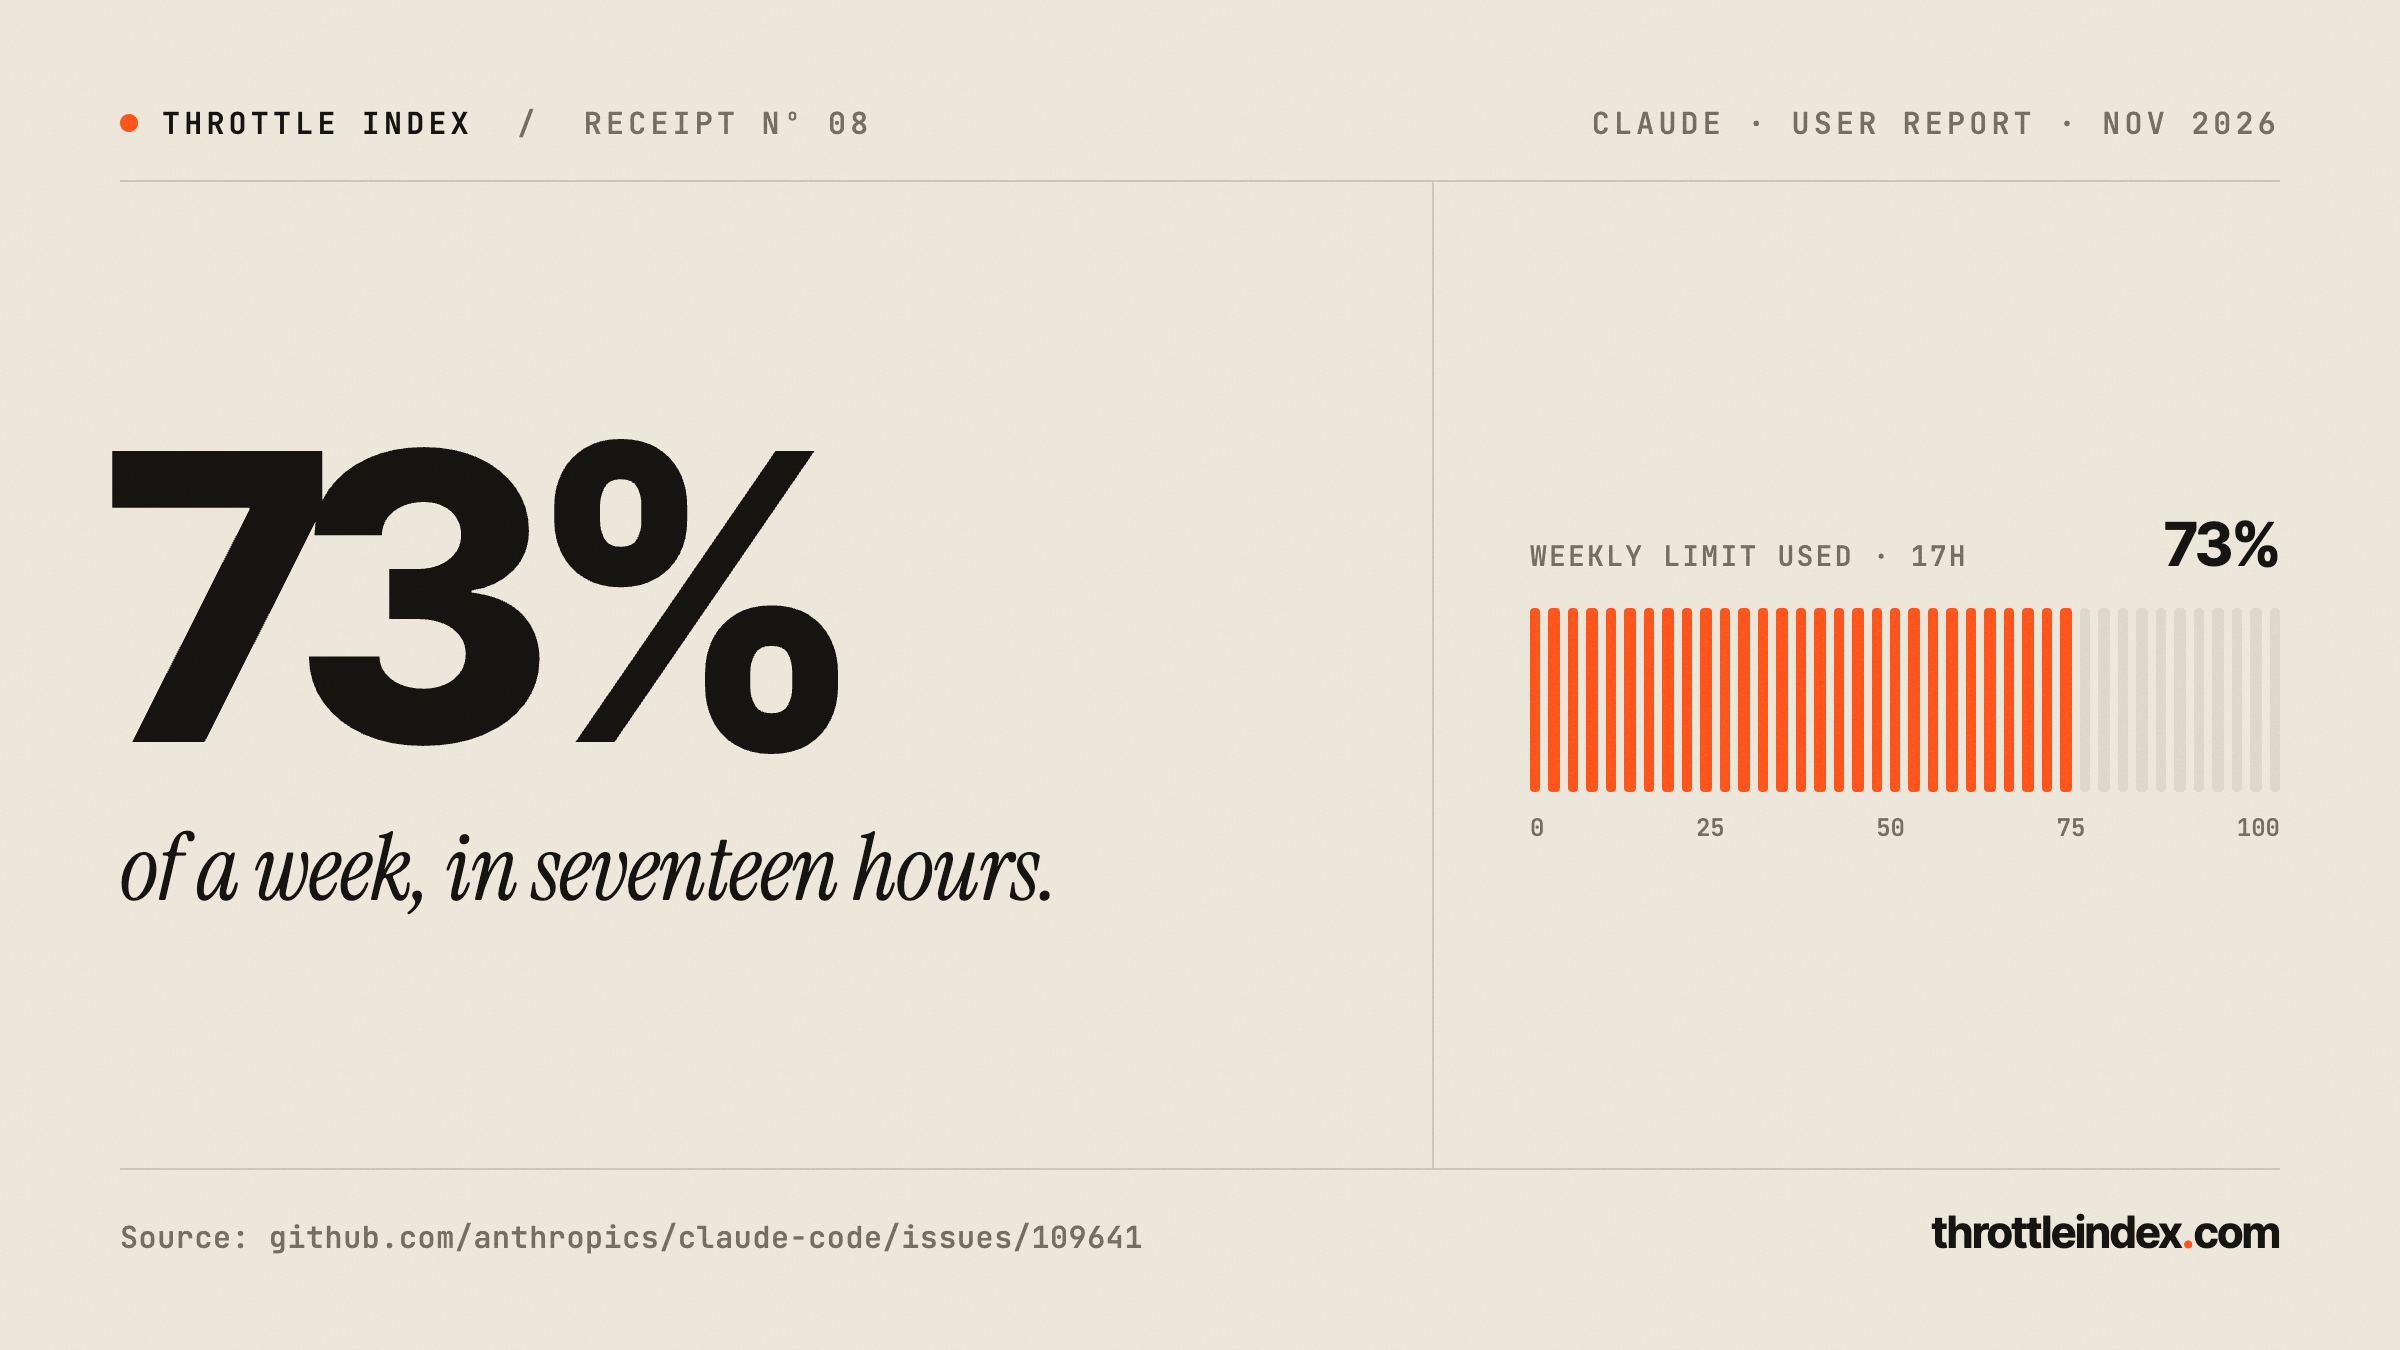 THROTTLE INDEX / RECEIPT Nº 08
CLAUDE · USER REPORT · NOV 2026
73%
of a week, in seventeen hours.
WEEKLY LIMIT USED · 17H
73%
0 25 50 75 100
Source: github.com/anthropics/claude-code/issues/109641
throttleindex.com